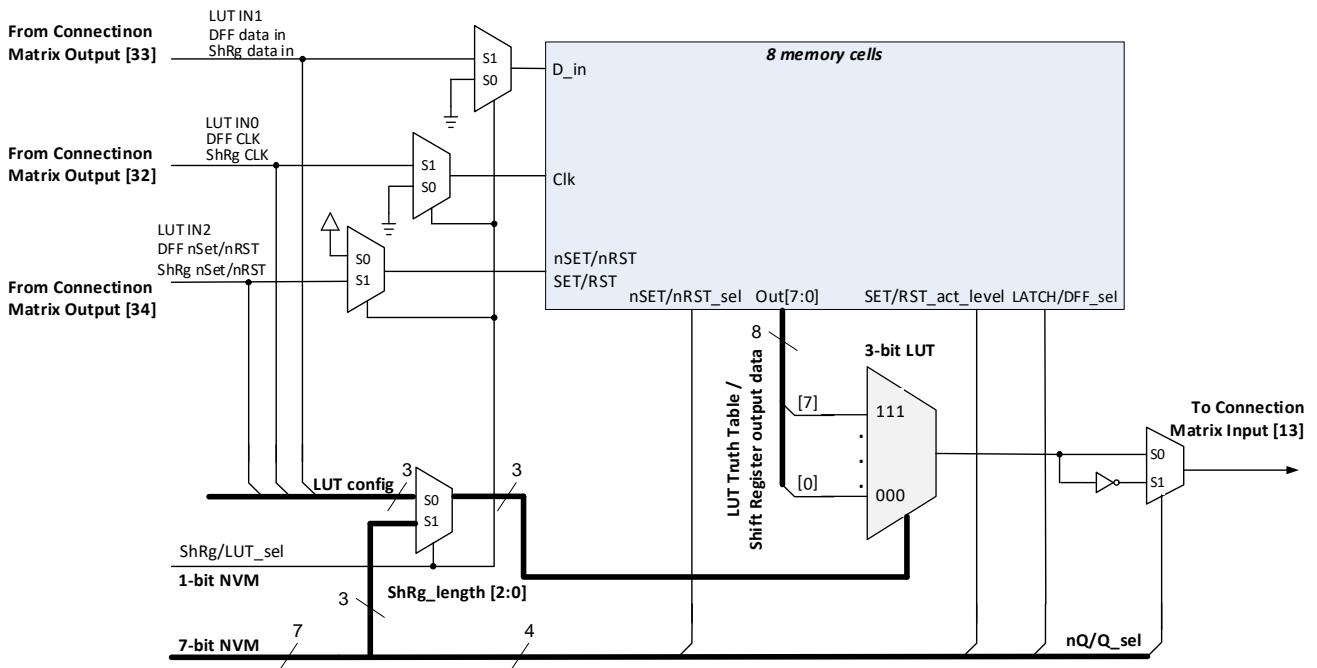 LUT IN1
DFF data in
ShRg data in
From Connectinon
Matrix Output [33]
S1
S0
D_in
8 memory cells
LUT IN0
DFF CLK
ShRg CLK
From Connectinon
Matrix Output [32]
S1
S0
Clk
LUT IN2
DFF nSet/nRST
ShRg nSet/nRST
From Connectinon
Matrix Output [34]
S0
S1
nSET/nRST
SET/RST
nSET/nRST_sel
Out[7:0]
SET/RST_act_level
LATCH/DFF_sel
8
LUT Truth Table /
Shift Register output data
3-bit LUT
[7]
111
[0]
000
To Connection
Matrix Input [13]
S0
S1
LUT config
3
S0
S1
3
ShRg/LUT_sel
1-bit NVM
ShRg_length [2:0]
3
7-bit NVM
7
4
nQ/Q_sel